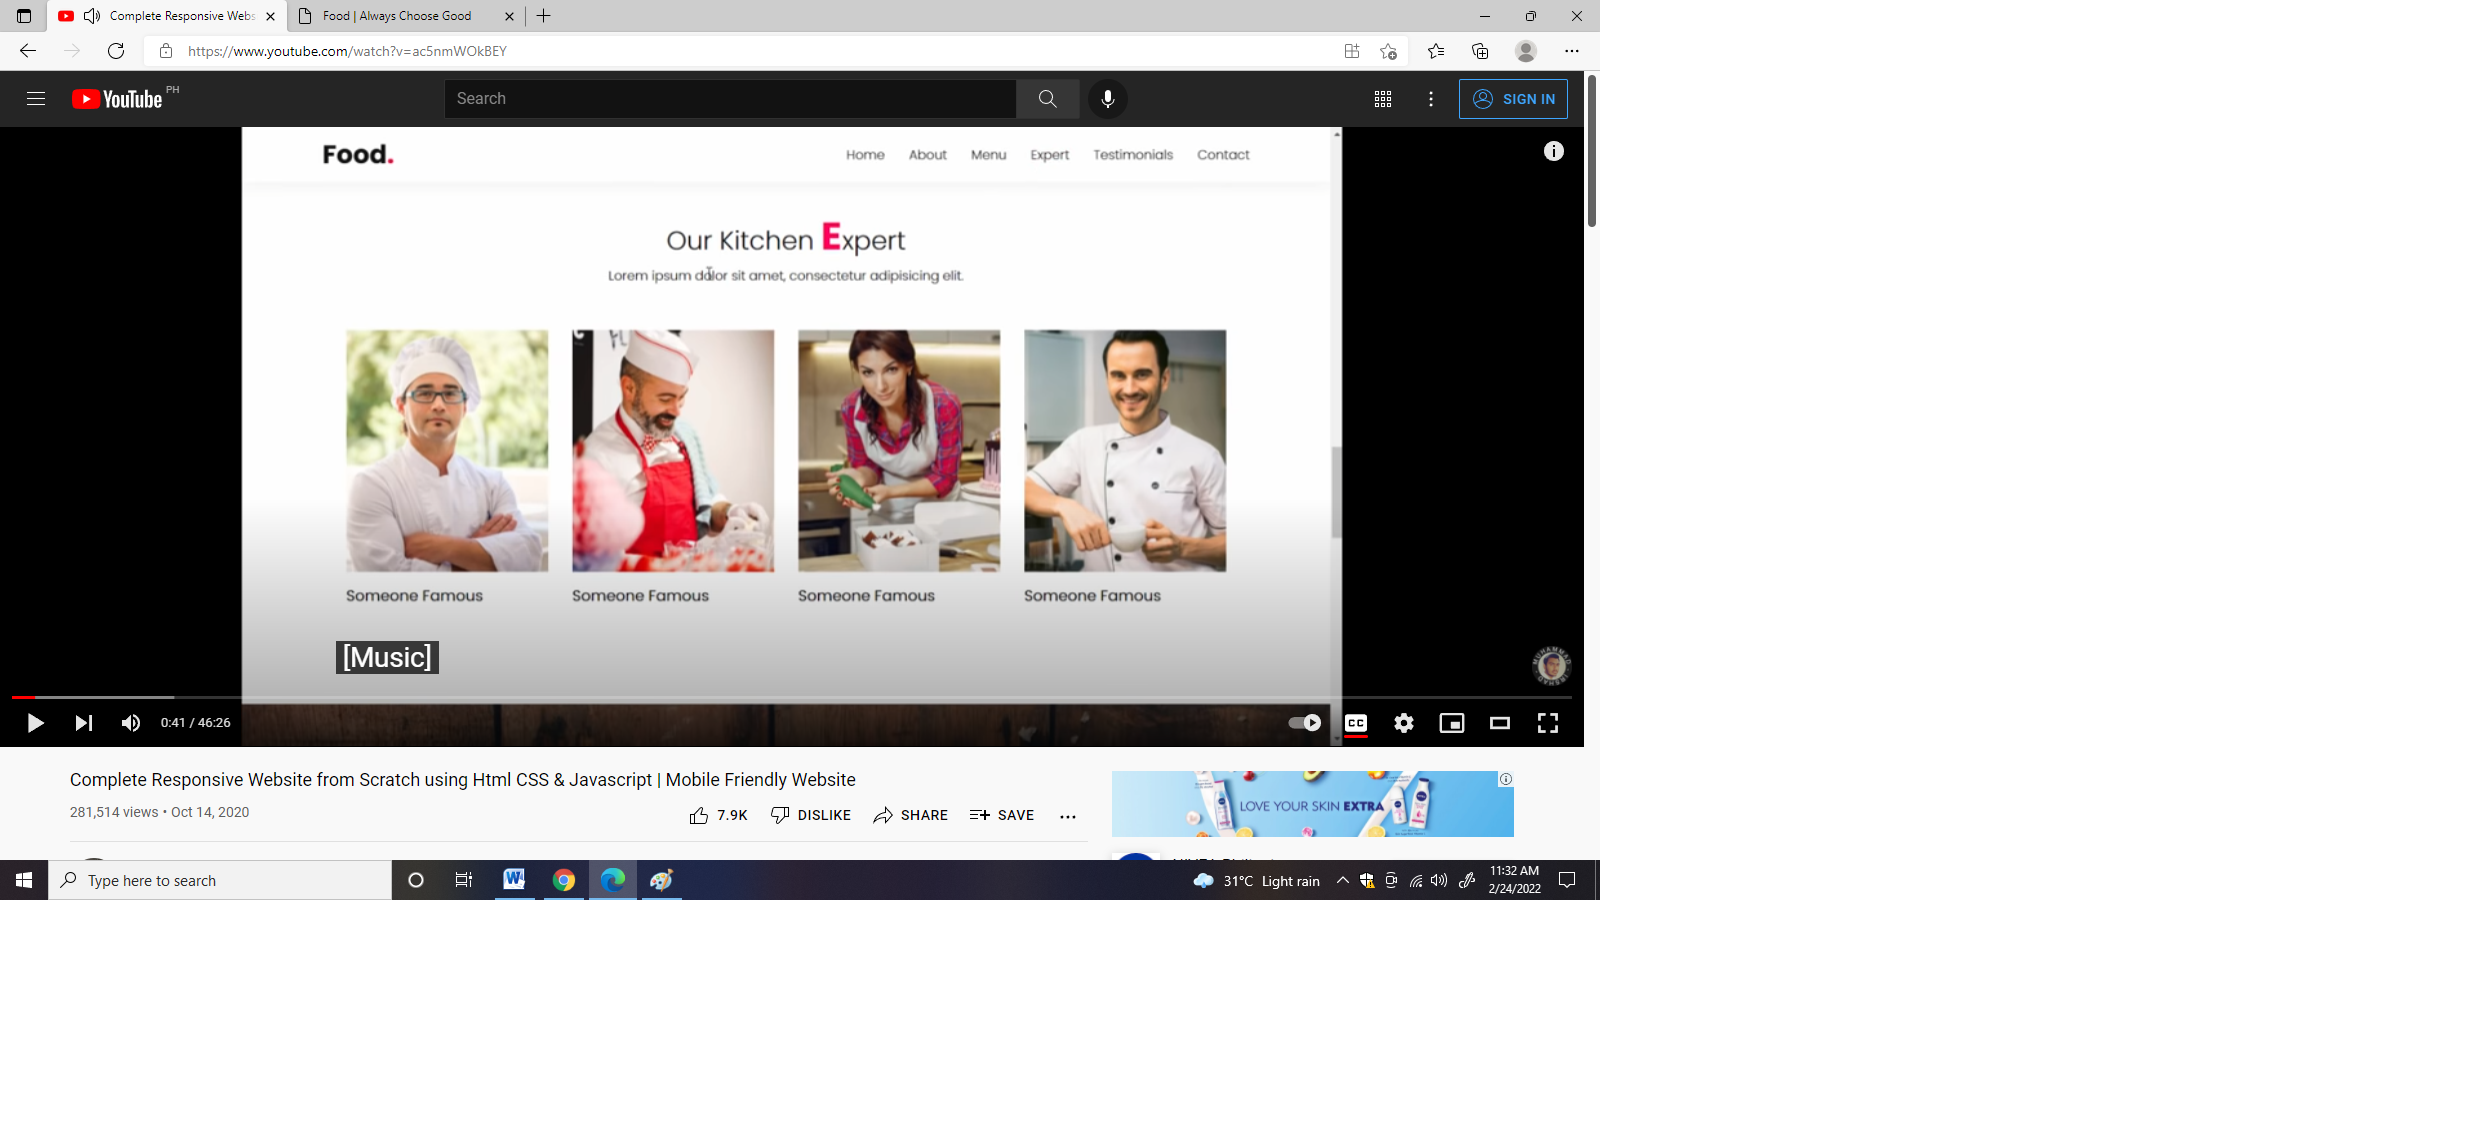 Complete Responsive Webs
Food | Always Choose Good
https://www.youtube.com/watch?v=ac5nmWOkBEY
YouTube PH
Search
SIGN IN
Food.
Home About Menu Expert Testimonials Contact
Our Kitchen Expert
Lorem ipsum dolor sit amet, consectetur adipisicing elit.
Someone Famous Someone Famous Someone Famous Someone Famous
[Music]
0:41 / 46:26
CC
Complete Responsive Website from Scratch using Html CSS & Javascript | Mobile Friendly Website
281,514 views • Oct 14, 2020
7.9K DISLIKE SHARE SAVE
LOVE YOUR SKIN EXTRA
Type here to search
31°C Light rain
11:32 AM
2/24/2022